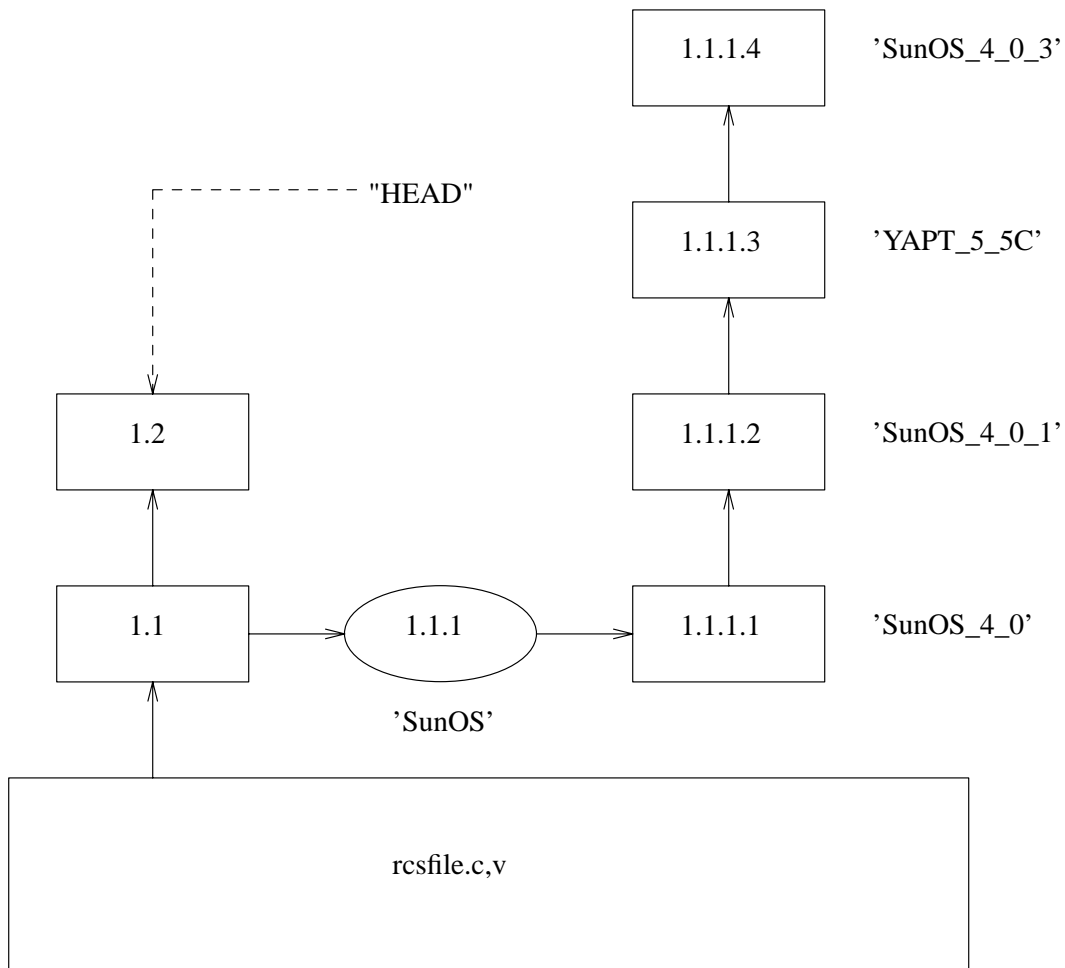 1.1.1.4 ’SunOS_4_0_3’
"HEAD"
1.1.1.3 ’YAPT_5_5C’
1.2 1.1.1.2 ’SunOS_4_0_1’
1.1 1.1.1 1.1.1.1 ’SunOS_4_0’
’SunOS’
rcsfile.c,v